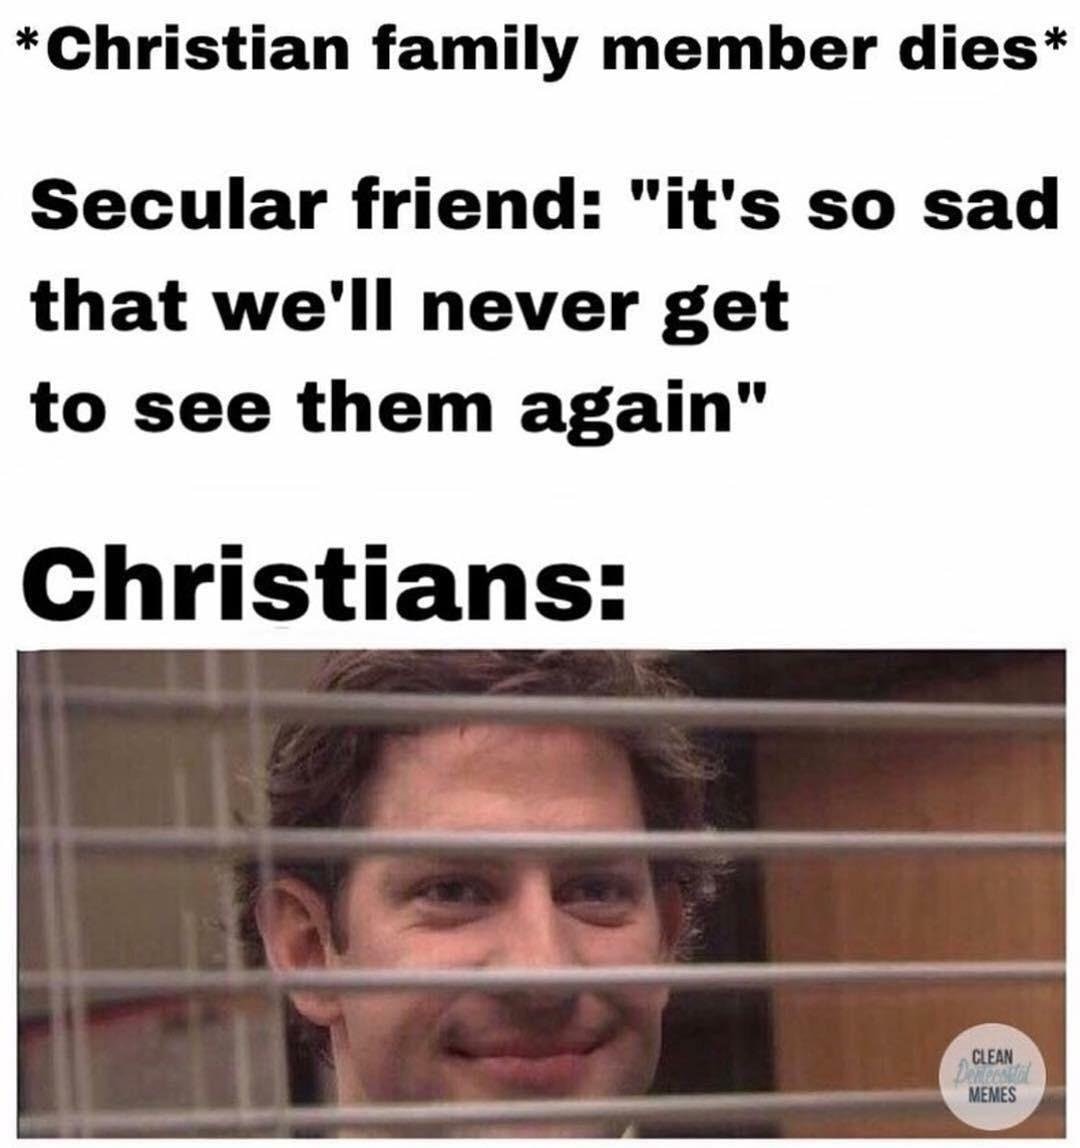 *Christian family member dies*
Secular friend: "it's so sad
that we'll never get
to see them again"
Christians:
CLEAN
Pentecostal
MEMES